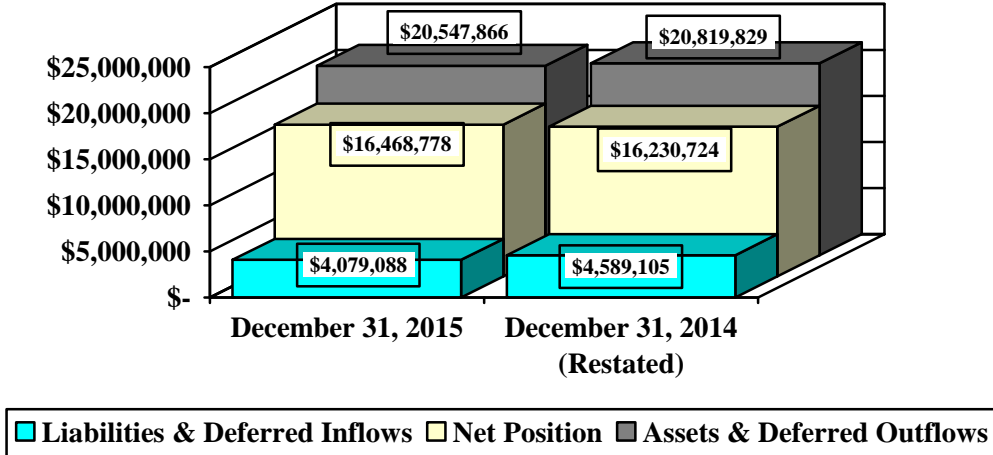 $20,547,866
$20,819,829
$25,000,000
$20,000,000
$16,468,778
$16,230,724
$15,000,000
$10,000,000
$5,000,000
$4,079,088
$4,589,105
$-
December 31, 2015
December 31, 2014
(Restated)
Liabilities & Deferred Inflows
Net Position
Assets & Deferred Outflows